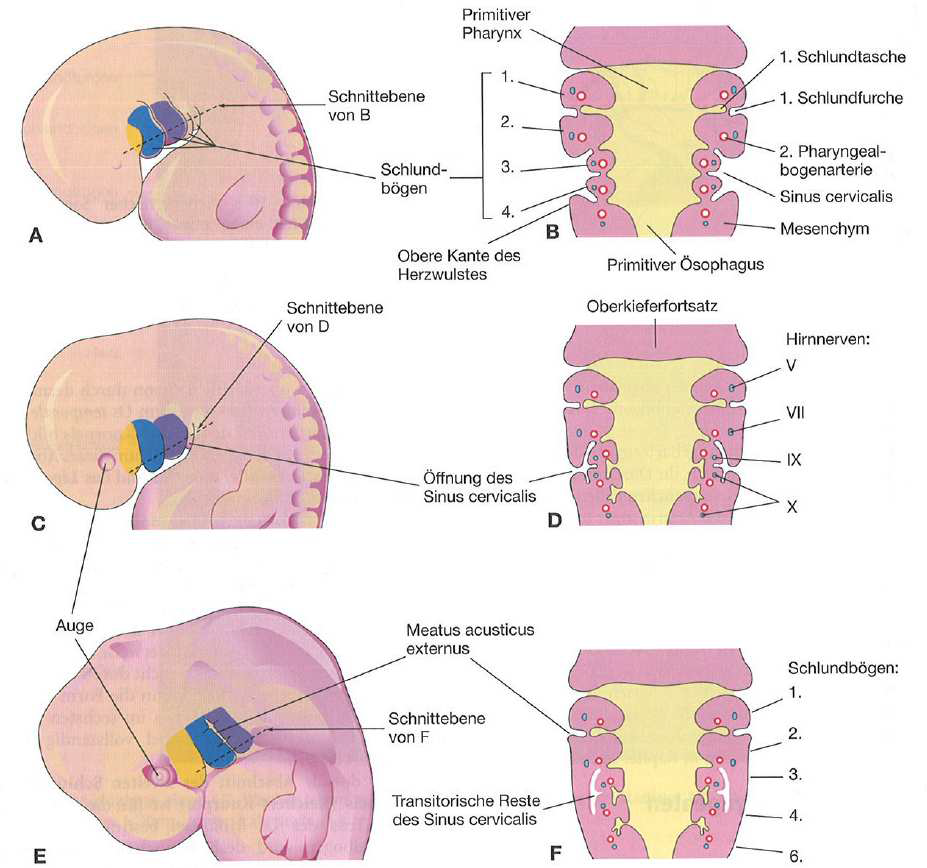 Primitiver
Pharynx
Schnittebene
von B
Schlund-
bögen
1.
2.
3.
4.
1. Schlundtasche
1. Schlundfurche
2. Pharyngeal-
bogenarterie
Sinus cervicalis
Mesenchym
A
B
Obere Kante des
Herzwulstes
Primitiver Ösophagus
Schnittebene
von D
Oberkieferfortsatz
Hirnnerven:
V
VII
IX
X
Öffnung des
Sinus cervicalis
C
D
Auge
Meatus acusticus
externus
Schnittebene
von F
Transitorische Reste
des Sinus cervicalis
Schlundbögen:
1.
2.
3.
4.
6.
E
F